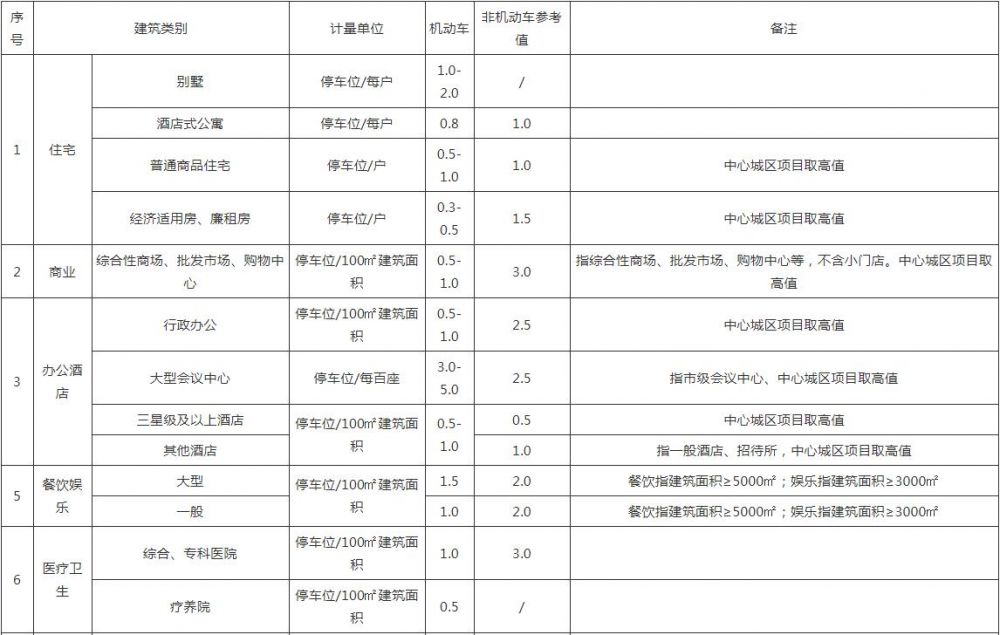 序号 建筑类别 计量单位 机动车 非机动车参考值 备注
1 住宅 别墅 停车位/每户 1.0-2.0 /
酒店式公寓 停车位/每户 0.8 1.0
普通商品住宅 停车位/户 0.5-1.0 1.0 中心城区项目取高值
经济适用房、廉租房 停车位/户 0.3-0.5 1.5 中心城区项目取高值
2 商业 综合性商场、批发市场、购物中心 停车位/100㎡建筑面积 0.5-1.0 3.0 指综合性商场、批发市场、购物中心等，不含小门店。中心城区项目取高值
3 办公酒店 行政办公 停车位/100㎡建筑面积 0.5-1.0 2.5 中心城区项目取高值
大型会议中心 停车位/每百座 3.0-5.0 2.5 指市级会议中心、中心城区项目取高值
三星级及以上酒店 停车位/100㎡建筑面积 0.5-1.0 0.5 中心城区项目取高值
其他酒店 1.0 指一般酒店、招待所，中心城区项目取高值
5 餐饮娱乐 大型 停车位/100㎡建筑面积 1.5 2.0 餐饮指建筑面积≥5000㎡；娱乐指建筑面积≥3000㎡
一般 1.0 2.0 餐饮指建筑面积≥5000㎡；娱乐指建筑面积≥3000㎡
6 医疗卫生 综合、专科医院 停车位/100㎡建筑面积 1.0 3.0
疗养院 停车位/100㎡建筑面积 0.5 /